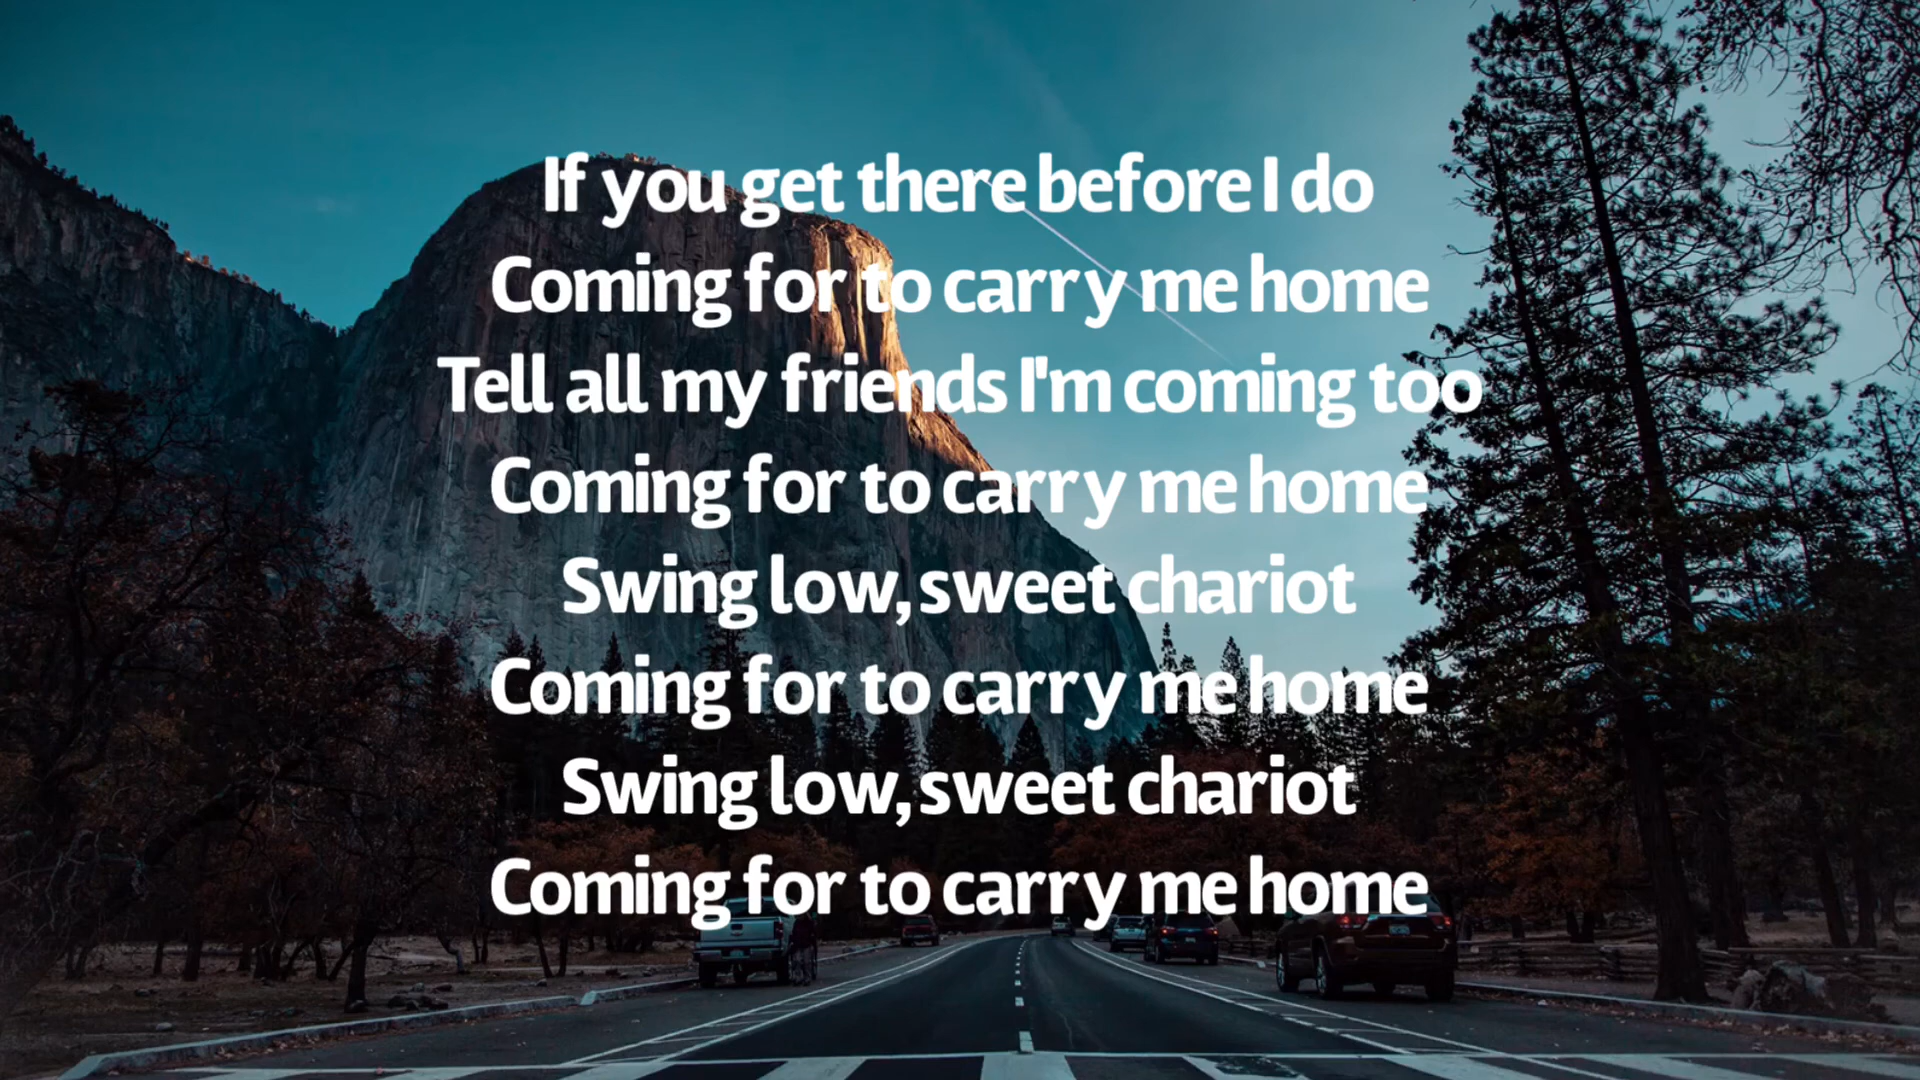 If you get there before I do
Coming for to carry me home
Tell all my friends I'm coming too
Coming for to carry me home
Swing low, sweet chariot
Coming for to carry me home
Swing low, sweet chariot
Coming for to carry me home